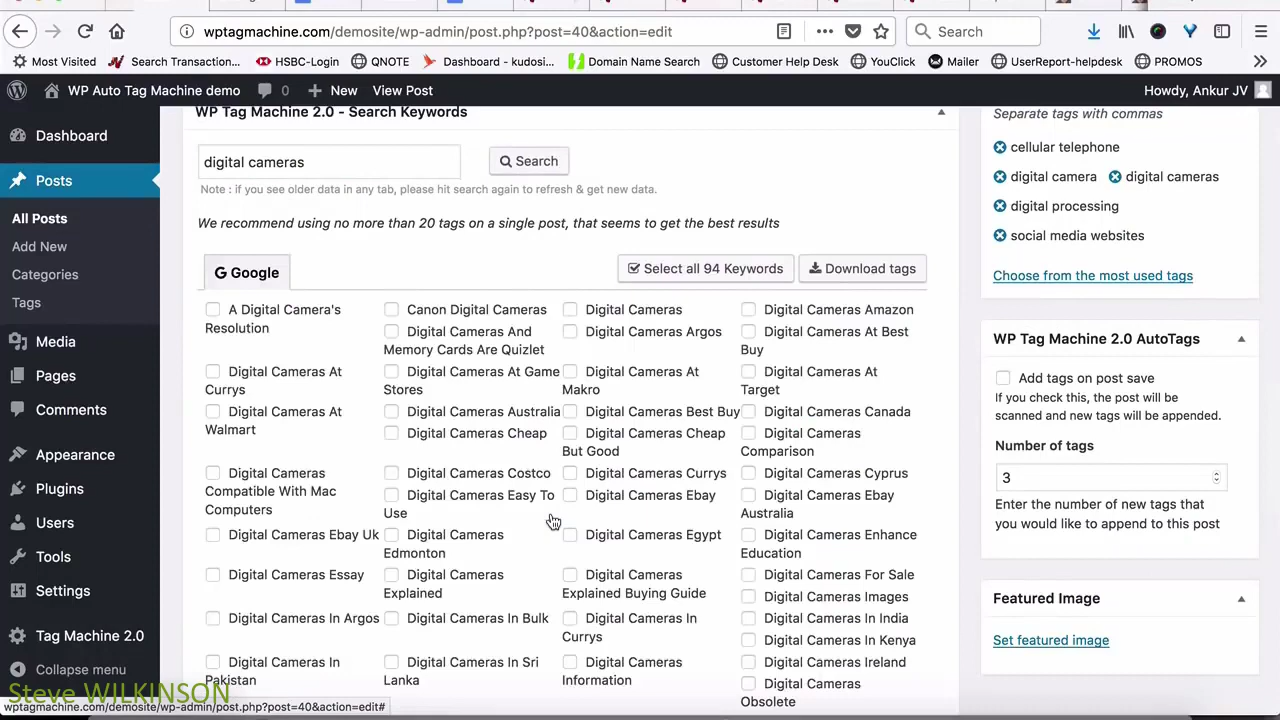 wptagmachine.com/demosite/wp-admin/post.php?post=40&action=edit
Search
Most Visited
Search Transaction...
HSBC-Login
QNOTE
Dashboard - kudosi...
Domain Name Search
Customer Help Desk
YouClick
Mailer
UserReport-helpdesk
PROMOS
WP Auto Tag Machine demo
0
New
View Post
Howdy, Ankur JV
Dashboard
Posts
All Posts
Add New
Categories
Tags
Media
Pages
Comments
Appearance
Plugins
Users
Tools
Settings
Tag Machine 2.0
Collapse menu
WP Tag Machine 2.0 - Search Keywords
digital cameras
Search
Note : if you see older data in any tab, please hit search again to refresh & get new data.
We recommend using no more than 20 tags on a single post, that seems to get the best results
Google
Select all 94 Keywords
Download tags
A Digital Camera's
Resolution
Canon Digital Cameras
Digital Cameras
Digital Cameras Amazon
Digital Cameras And
Memory Cards Are Quizlet
Digital Cameras Argos
Digital Cameras At Best
Buy
Digital Cameras At
Currys
Digital Cameras At Game
Stores
Digital Cameras At
Makro
Digital Cameras At
Target
Digital Cameras At
Walmart
Digital Cameras Australia
Digital Cameras Best Buy
Digital Cameras Canada
Digital Cameras Cheap
Digital Cameras Cheap
But Good
Digital Cameras
Comparison
Digital Cameras
Compatible With Mac
Computers
Digital Cameras Costco
Digital Cameras Currys
Digital Cameras Cyprus
Digital Cameras Easy To
Use
Digital Cameras Ebay
Digital Cameras Ebay
Australia
Digital Cameras Ebay Uk
Digital Cameras
Edmonton
Digital Cameras Egypt
Digital Cameras Enhance
Education
Digital Cameras Essay
Digital Cameras
Explained
Digital Cameras
Explained Buying Guide
Digital Cameras For Sale
Digital Cameras Images
Digital Cameras In Argos
Digital Cameras In Bulk
Digital Cameras In
Currys
Digital Cameras In India
Digital Cameras In Kenya
Digital Cameras In
Pakistan
Digital Cameras In Sri
Lanka
Digital Cameras
Information
Digital Cameras Ireland
Digital Cameras
Obsolete
Separate tags with commas
cellular telephone
digital camera
digital cameras
digital processing
social media websites
Choose from the most used tags
WP Tag Machine 2.0 AutoTags
Add tags on post save
If you check this, the post will be
scanned and new tags will be appended.
Number of tags
3
Enter the number of new tags that
you would like to append to this post
Featured Image
Set featured image
Steve WILKINSON
wptagmachine.com/demosite/wp-admin/post.php?post=40&action=edit#